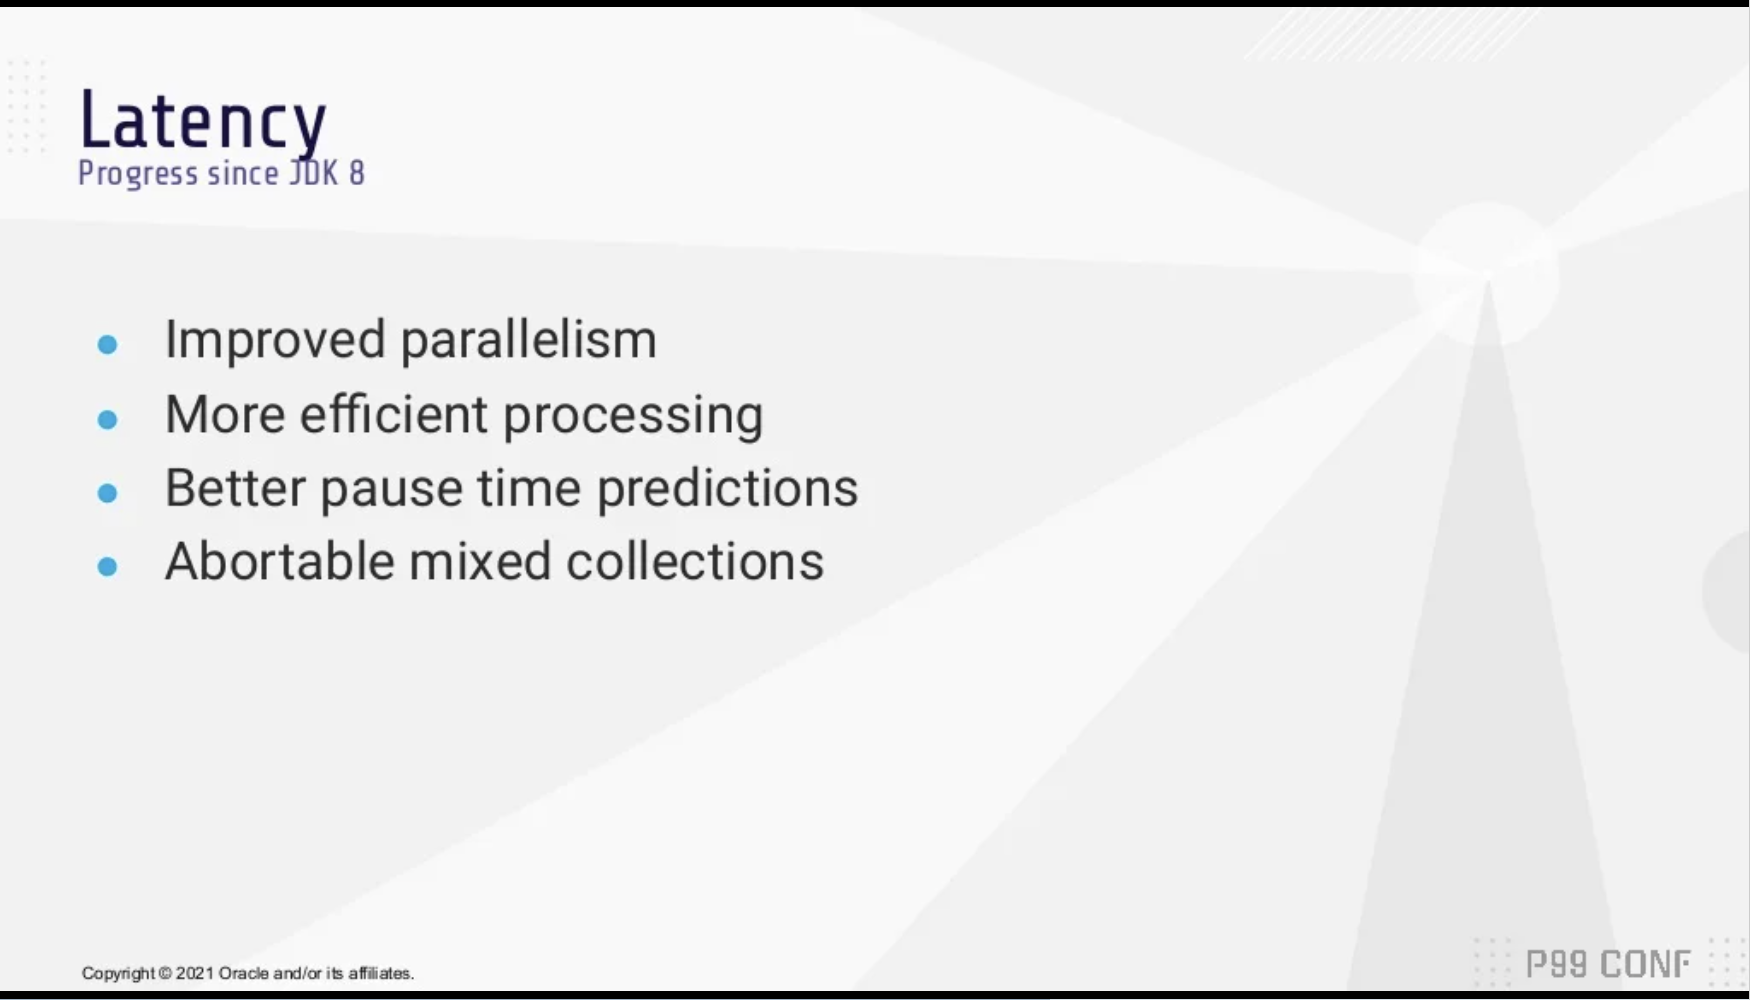 Latency
Progress since JDK 8
Improved parallelism
More efficient processing
Better pause time predictions
Abortable mixed collections
Copyright © 2021 Oracle and/or its affiliates.
P99 CONF